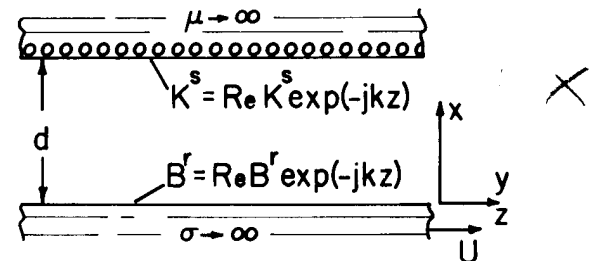 μ→∞
K^s = Re K^s exp(-jkz)
x
d
B^r = Re B^r exp(-jkz)
y
z
σ→∞
U